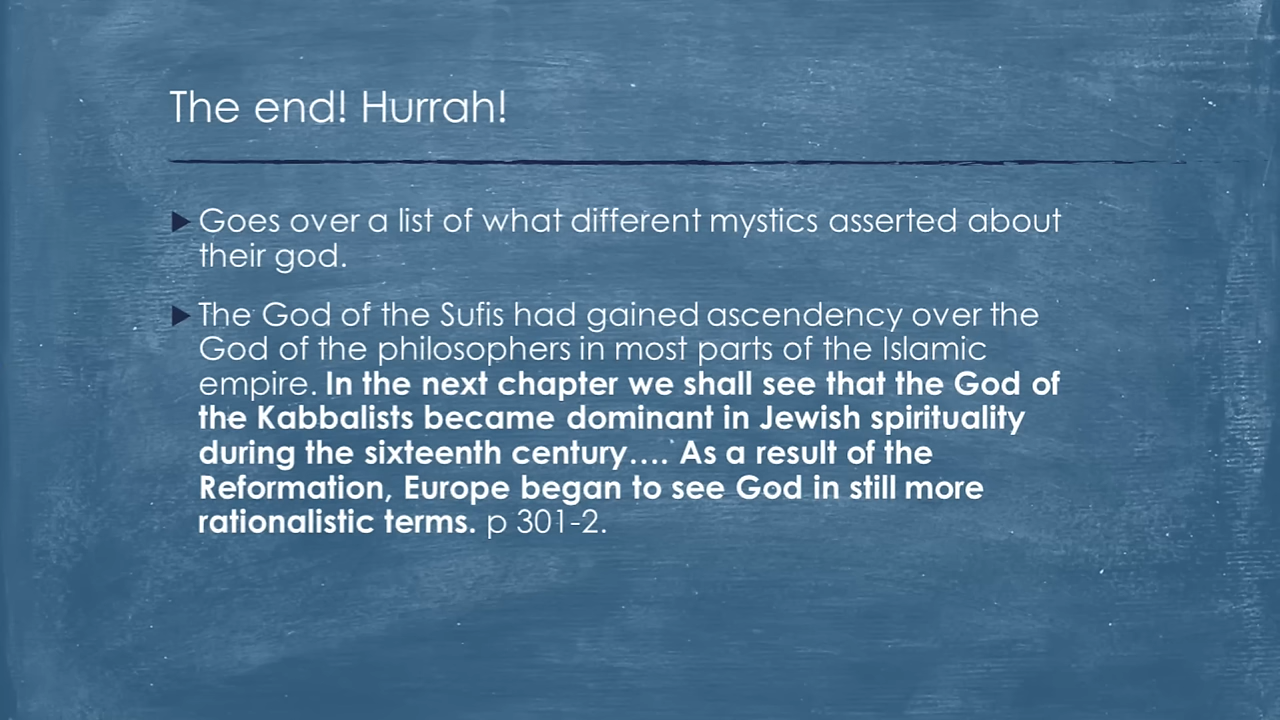 The end! Hurrah!
Goes over a list of what different mystics asserted about
their god.
The God of the Sufis had gained ascendency over the
God of the philosophers in most parts of the Islamic
empire. In the next chapter we shall see that the God of
the Kabbalists became dominant in Jewish spirituality
during the sixteenth century.... As a result of the
Reformation, Europe began to see God in still more
rationalistic terms. p 301-2.